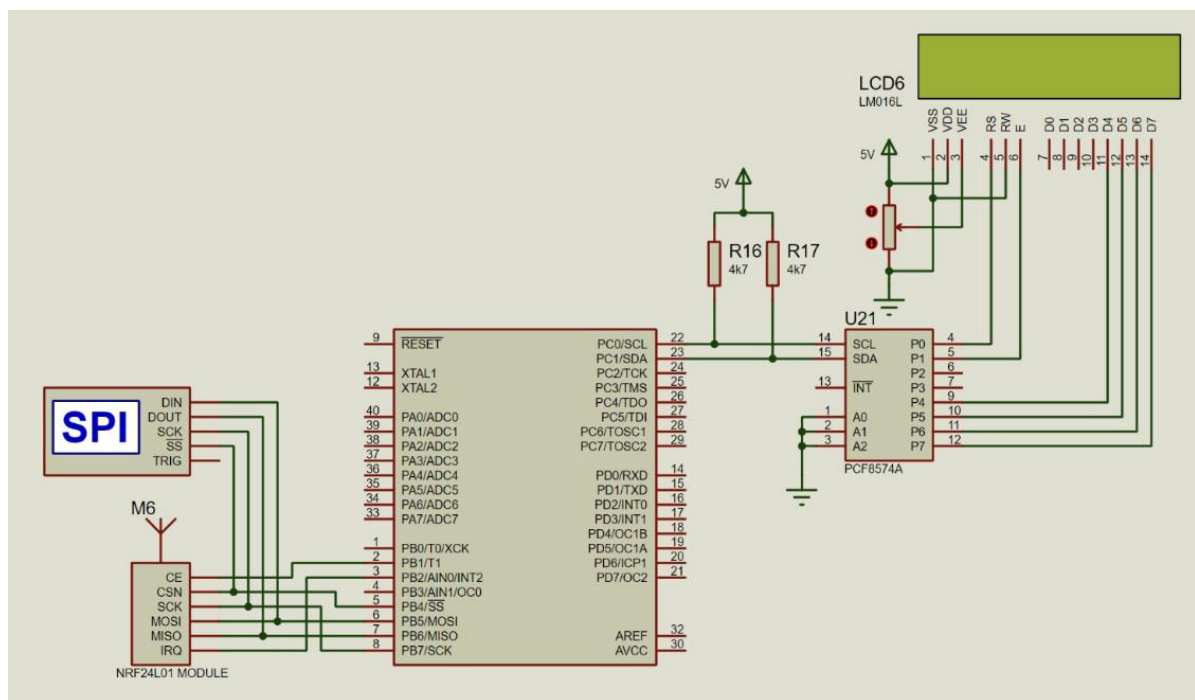 LCD6
LM016L
VSS
VDD
VEE
RS
RW
E
D0
D1
D2
D3
D4
D5
D6
D7
1
2
3
4
5
6
7
8
9
10
11
12
13
14
5V
5V
R16
4k7
R17
4k7
U21
14 SCL P0 4
15 SDA P1 5
P2 6
13 INT P3 7
P4 9
1 A0 P5 10
2 A1 P6 11
3 A2 P7 12
PCF8574A
9 RESET PC0/SCL 22
PC1/SDA 23
13 XTAL1 PC2/TCK 24
12 XTAL2 PC3/TMS 25
PC4/TDO 26
40 PA0/ADC0 PC5/TDI 27
39 PA1/ADC1 PC6/TOSC1 28
38 PA2/ADC2 PC7/TOSC2 29
37 PA3/ADC3
36 PA4/ADC4 PD0/RXD 14
35 PA5/ADC5 PD1/TXD 15
34 PA6/ADC6 PD2/INT0 16
33 PA7/ADC7 PD3/INT1 17
PD4/OC1B 18
1 PB0/T0/XCK PD5/OC1A 19
2 PB1/T1 PD6/ICP1 20
3 PB2/AIN0/INT2 PD7/OC2 21
4 PB3/AIN1/OC0
5 PB4/SS
6 PB5/MOSI
7 PB6/MISO AREF 32
8 PB7/SCK AVCC 30
SPI
DIN
DOUT
SCK
SS
TRIG
M6
CE
CSN
SCK
MOSI
MISO
IRQ
NRF24L01 MODULE